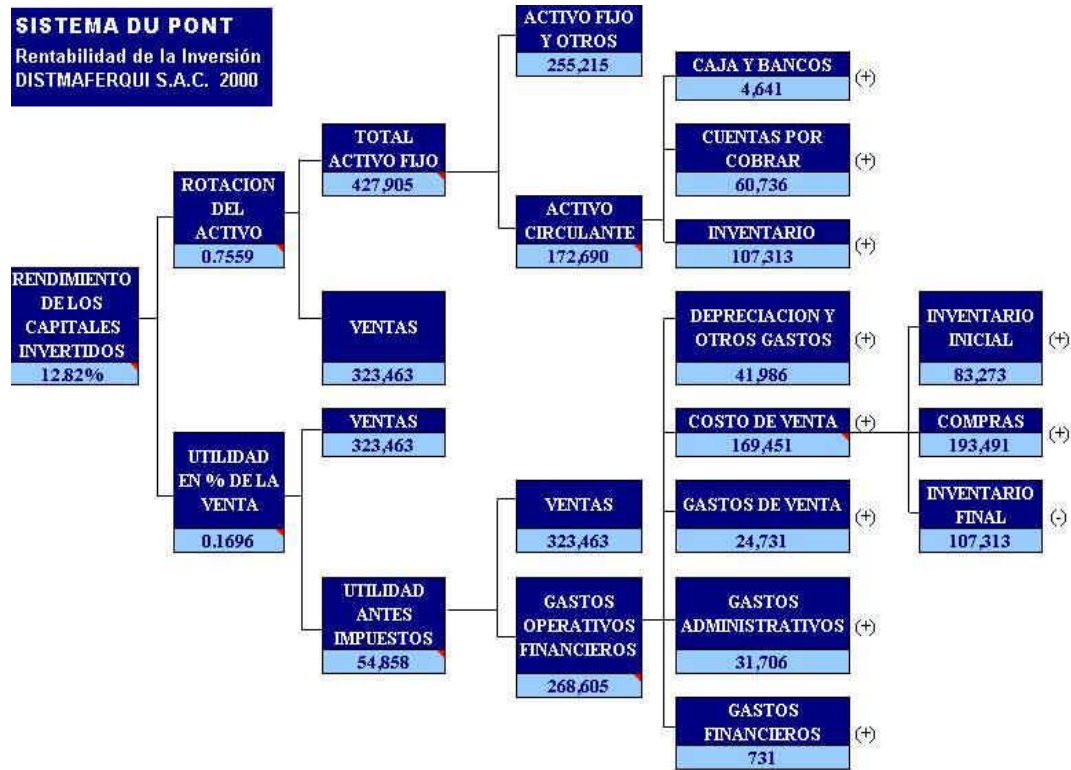 SISTEMA DU PONT
Rentabilidad de la Inversión
DISTMAFERQUI S.A.C. 2000
RENDIMIENTO
DE LOS
CAPITALES
INVERTIDOS
12.82%
ROTACION
DEL
ACTIVO
0.7559
UTILIDAD
EN % DE LA
VENTA
0.1696
TOTAL
ACTIVO FIJO
427,905
VENTAS
323,463
VENTAS
323,463
UTILIDAD
ANTES
IMPUESTOS
54,858
ACTIVO FIJO
Y OTROS
255,215
ACTIVO
CIRCULANTE
172,690
VENTAS
323,463
GASTOS
OPERATIVOS
FINANCIEROS
268,605
CAJA Y BANCOS
4,641
(+)
CUENTAS POR
COBRAR
60,736
(+)
INVENTARIO
107,313
(+)
DEPRECIACION Y
OTROS GASTOS
41,986
(+)
COSTO DE VENTA
169,451
(+)
GASTOS DE VENTA
24,731
(+)
GASTOS
ADMINISTRATIVOS
31,706
(+)
GASTOS
FINANCIEROS
731
(+)
INVENTARIO
INICIAL
83,273
(+)
COMPRAS
193,491
(+)
INVENTARIO
FINAL
107,313
(-)